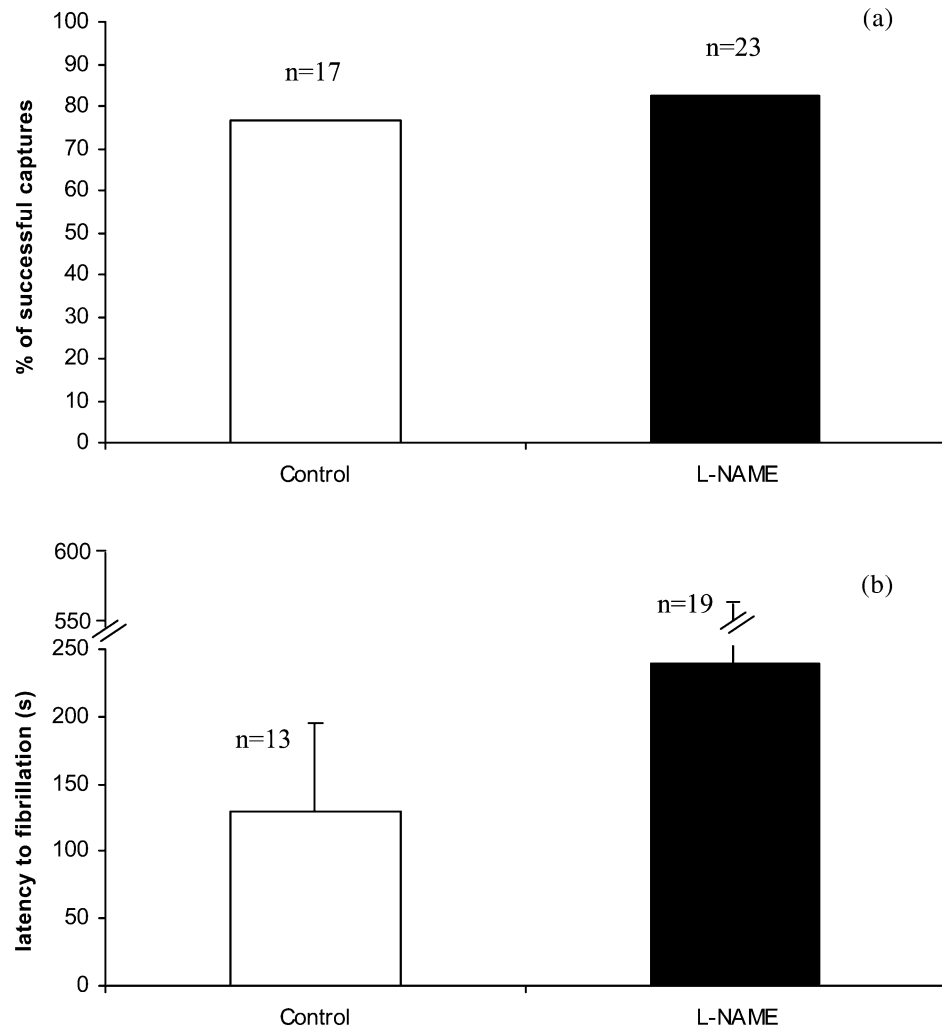 (a)
% of successful captures
100
90
80
70
60
50
40
30
20
10
0
n=17
n=23
Control
L-NAME
(b)
latency to fibrillation (s)
600
550
250
200
150
100
50
0
n=13
n=19
Control
L-NAME